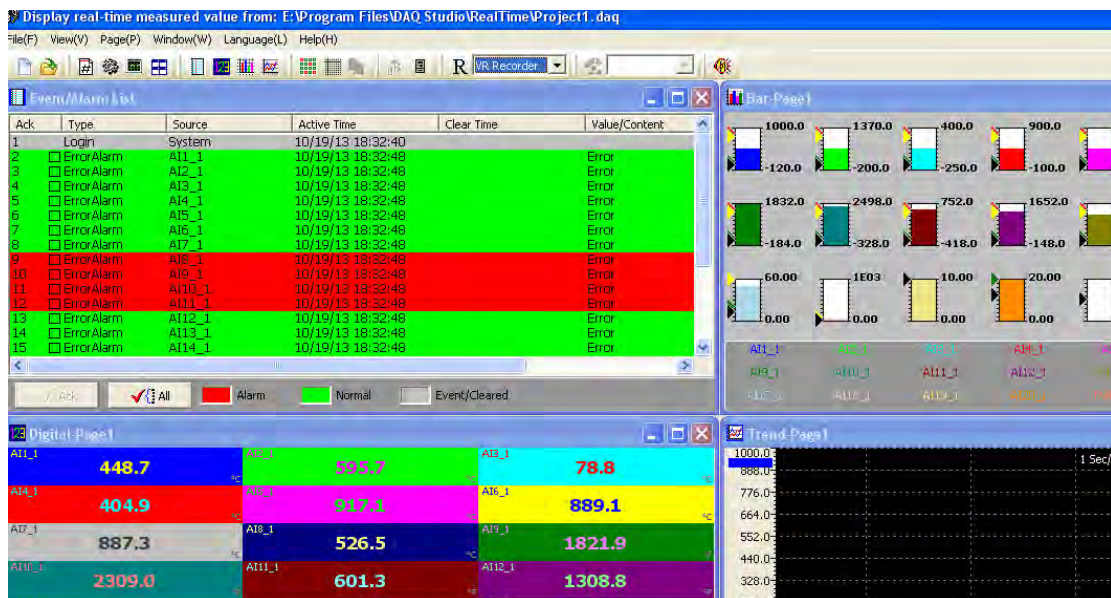 Display real-time measured value from: E:\Program Files\DAQ Studio\RealTime\Project1.daq
File(F) View(V) Page(P) Window(W) Language(L) Help(H)
R VR Recorder
Event/Alarm List
Ack Type Source Active Time Clear Time Value/Content
1 Login System 10/19/13 18:32:40
2 ErrorAlarm AI1_1 10/19/13 18:32:48 Error
3 ErrorAlarm AI2_1 10/19/13 18:32:48 Error
4 ErrorAlarm AI3_1 10/19/13 18:32:48 Error
5 ErrorAlarm AI4_1 10/19/13 18:32:48 Error
6 ErrorAlarm AI5_1 10/19/13 18:32:48 Error
7 ErrorAlarm AI6_1 10/19/13 18:32:48 Error
8 ErrorAlarm AI7_1 10/19/13 18:32:48 Error
9 ErrorAlarm AI8_1 10/19/13 18:32:48 Error
10 ErrorAlarm AI9_1 10/19/13 18:32:48 Error
11 ErrorAlarm AI10_1 10/19/13 18:32:48 Error
12 ErrorAlarm AI11_1 10/19/13 18:32:48 Error
13 ErrorAlarm AI12_1 10/19/13 18:32:48 Error
14 ErrorAlarm AI13_1 10/19/13 18:32:48 Error
15 ErrorAlarm AI14_1 10/19/13 18:32:48 Error
Ack All Alarm Normal Event/Cleared
Bar-Page1
1000.0 1370.0 400.0 900.0
-120.0 -200.0 -250.0 -100.0
1832.0 2498.0 752.0 1652.0
-184.0 -328.0 -418.0 -148.0
60.00 1E03 10.00 20.00
0.00 0.00 0.00 0.00
AI1_1 AI4_1
AI9_1 AI10_1 AI11_1 AI12_1
Digital-Page1
AI1_1 AI2_1 AI3_1
448.7 °C 595.7 78.8
AI4_1 AI5_1 AI6_1
404.9 °C 917.1 889.1 °C
AI7_1 AI8_1 AI9_1
887.3 °C 526.5 °C 1821.9
AI10_1 AI11_1 AI12_1
2309.0 601.3 1308.8
Trend-Page1
1 Sec/
1000.0
888.0
776.0
664.0
552.0
440.0
328.0